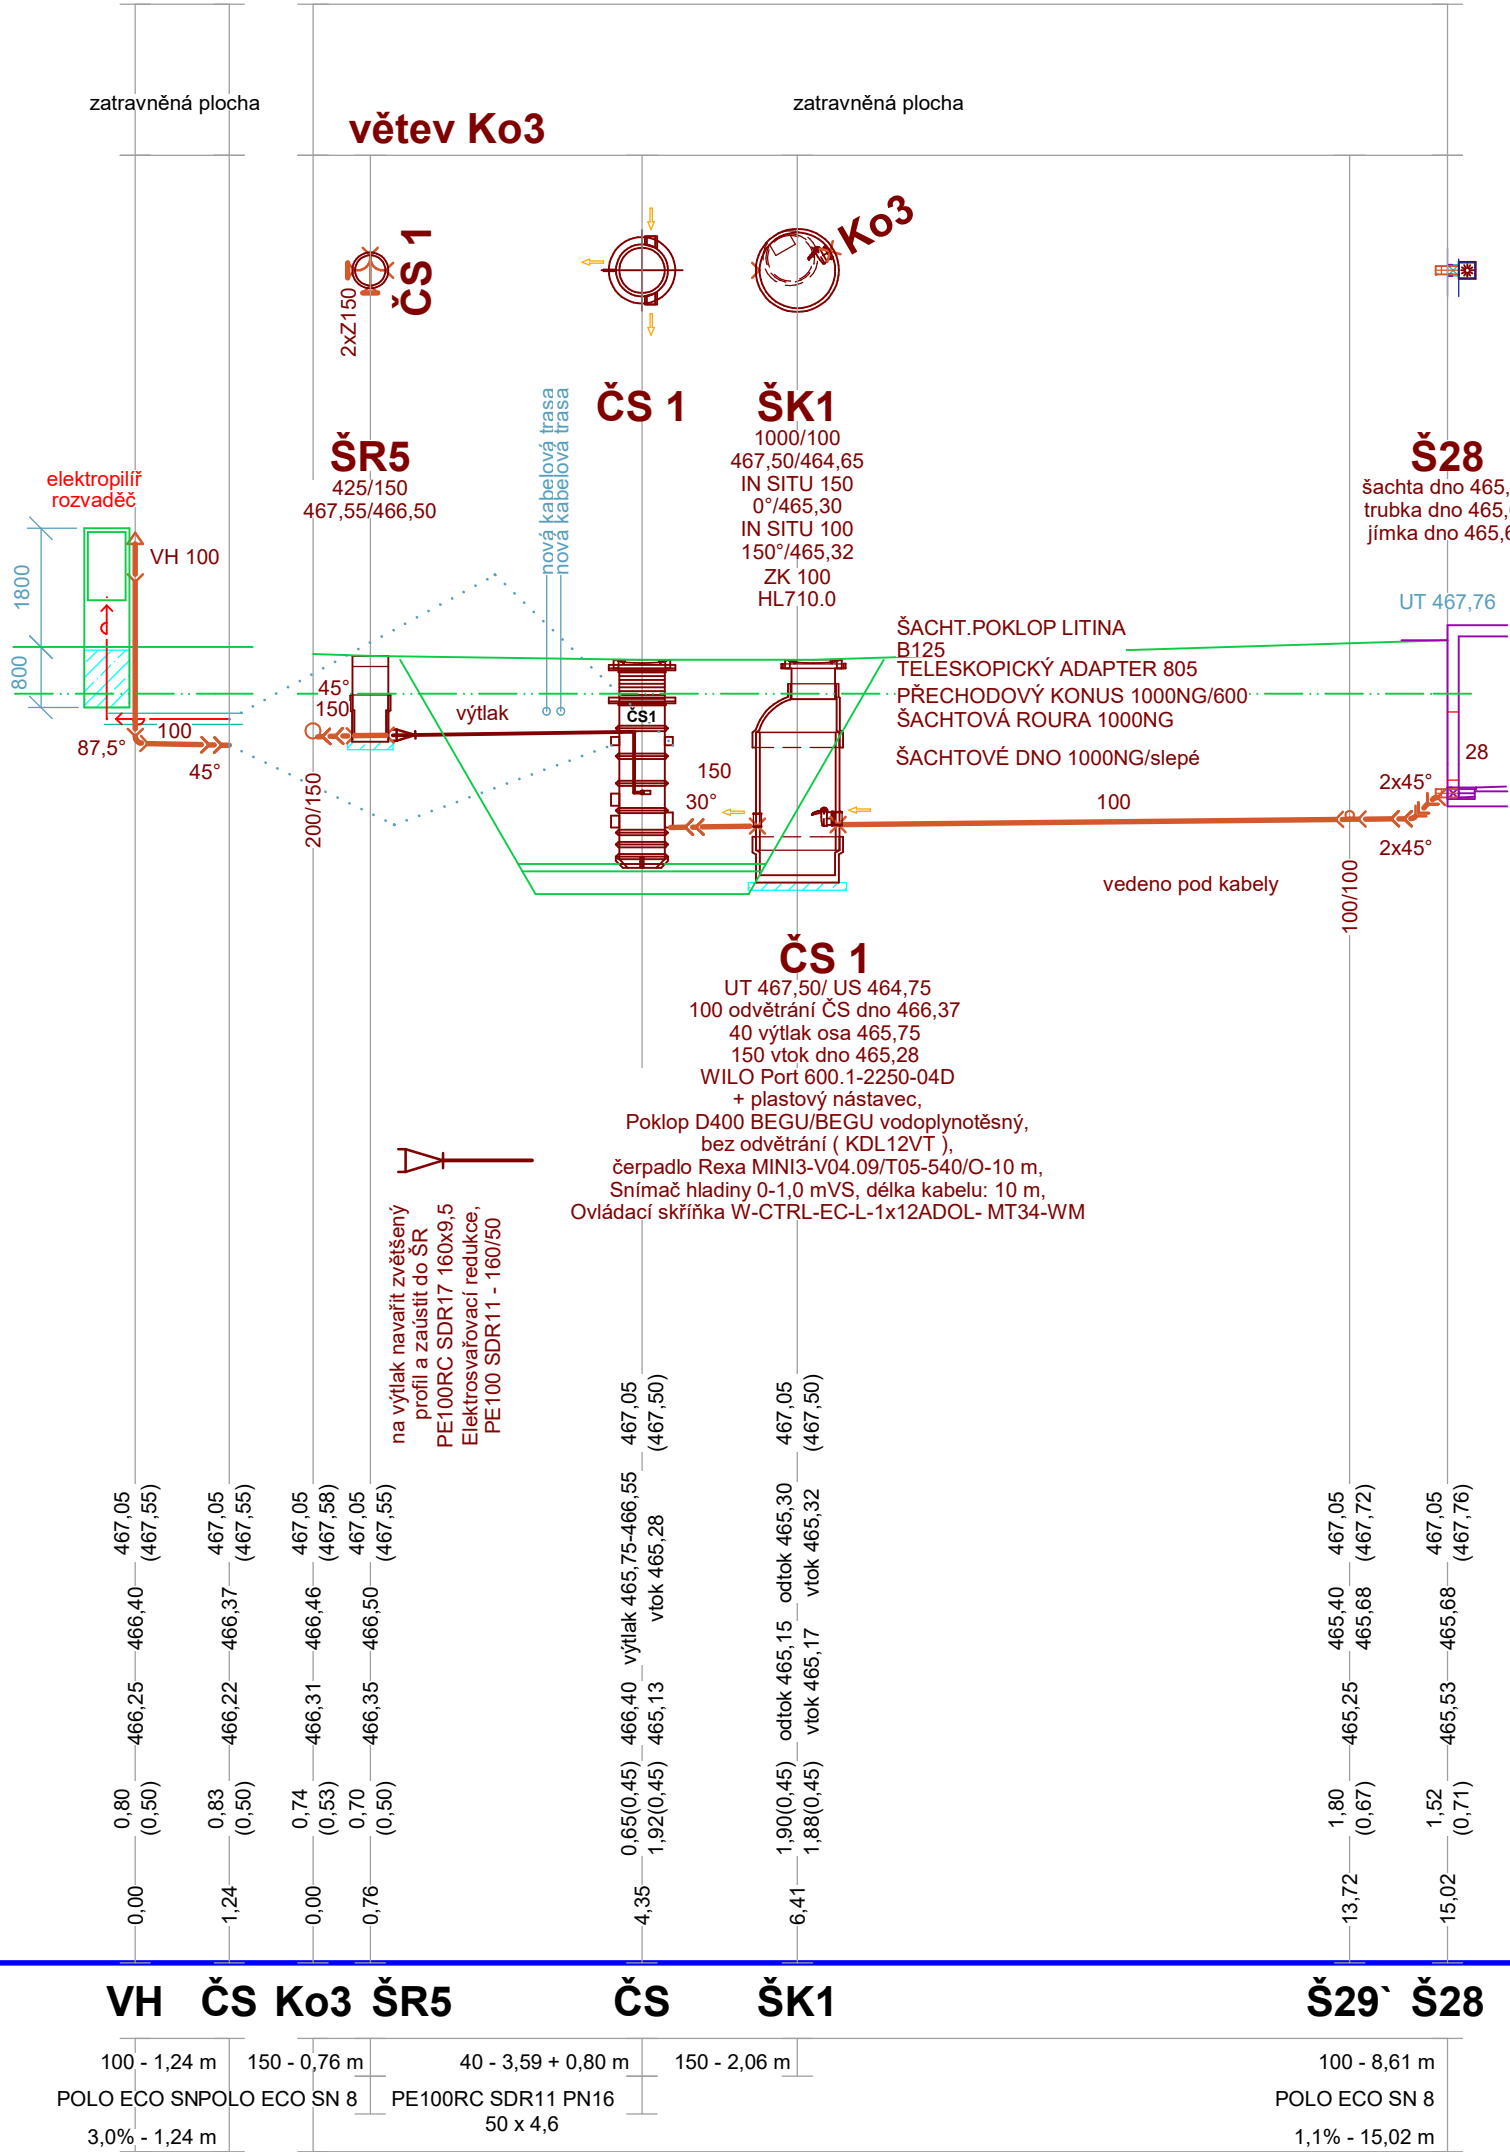 zatravněná plocha
zatravněná plocha
větev Ko3
2xZ150
ČS 1
Ko3
ŠR5
425/150
467,55/466,50
nová kabelová trasa
nová kabelová trasa
ČS 1
ŠK1
1000/100
467,50/464,65
IN SITU 150
0°/465,30
IN SITU 100
150°/465,32
ZK 100
HL710.0
Š28
šachta dno 465,
trubka dno 465,
jímka dno 465,6
UT 467,76
elektropilíř
rozvaděč
VH 100
1800
800
87,5°
100
45°
200/150
45°
150
výtlak
ČS1
150
30°
ŠACHT.POKLOP LITINA
B125
TELESKOPICKÝ ADAPTER 805
PŘECHODOVÝ KONUS 1000NG/600
ŠACHTOVÁ ROURA 1000NG
ŠACHTOVÉ DNO 1000NG/slepé
100
vedeno pod kabely
100/100
2x45°
2x45°
28
ČS 1
UT 467,50/ US 464,75
100 odvětrání ČS dno 466,37
40 výtlak osa 465,75
150 vtok dno 465,28
WILO Port 600.1-2250-04D
+ plastový nástavec,
Poklop D400 BEGU/BEGU vodoplynotěsný,
bez odvětrání ( KDL12VT ),
čerpadlo Rexa MINI3-V04.09/T05-540/O-10 m,
Snímač hladiny 0-1,0 mVS, délka kabelu: 10 m,
Ovládací skříňka W-CTRL-EC-L-1x12ADOL- MT34-WM
na výtlak navařit zvětšený
profil a zaústit do ŠR
PE100RC SDR17 160x9,5
Elektrosvařovací redukce,
PE100 SDR11 - 160/50
467,05
(467,55)
467,05
(467,55)
467,05
(467,58)
467,05
(467,55)
467,05
(467,50)
467,05
(467,50)
467,05
(467,72)
467,05
(467,76)
466,40
466,37
466,46
466,50
výtlak 465,75-466,55
vtok 465,28
odtok 465,30
vtok 465,32
465,40
465,68
465,68
466,25
466,22
466,31
466,35
466,40
465,13
odtok 465,15
vtok 465,17
465,25
465,53
0,80
(0,50)
0,83
(0,50)
0,74
(0,53)
0,70
(0,50)
0,65(0,45)
1,92(0,45)
1,90(0,45)
1,88(0,45)
1,80
(0,67)
1,52
(0,71)
0,00
1,24
0,00
0,76
4,35
6,41
13,72
15,02
VH ČS Ko3 ŠR5 ČS ŠK1 Š29` Š28
100 - 1,24 m 150 - 0,76 m 40 - 3,59 + 0,80 m 150 - 2,06 m 100 - 8,61 m
POLO ECO SN POLO ECO SN 8 PE100RC SDR11 PN16 POLO ECO SN 8
50 x 4,6
3,0% - 1,24 m 1,1% - 15,02 m